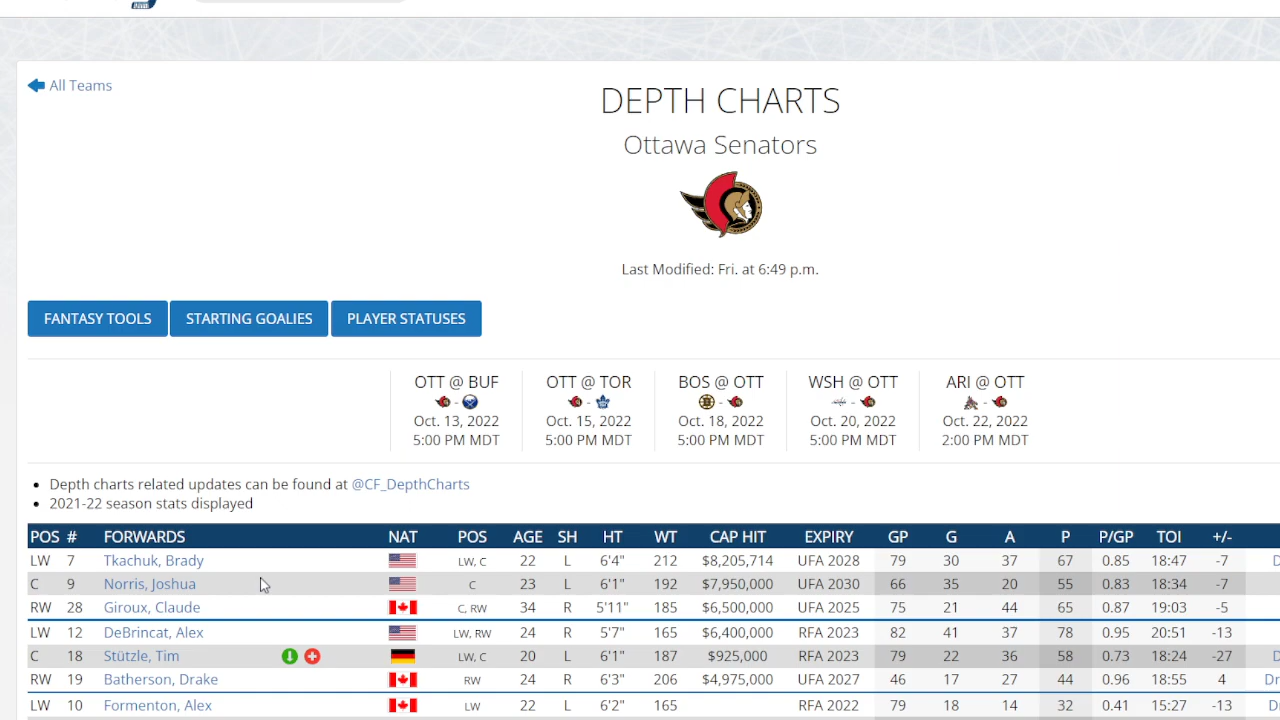 All Teams
DEPTH CHARTS
Ottawa Senators
Last Modified: Fri. at 6:49 p.m.
FANTASY TOOLS STARTING GOALIES PLAYER STATUSES
OTT @ BUF OTT @ TOR BOS @ OTT WSH @ OTT ARI @ OTT
Oct. 13, 2022 Oct. 15, 2022 Oct. 18, 2022 Oct. 20, 2022 Oct. 22, 2022
5:00 PM MDT 5:00 PM MDT 5:00 PM MDT 5:00 PM MDT 2:00 PM MDT
• Depth charts related updates can be found at @CF_DepthCharts
• 2021-22 season stats displayed
POS # FORWARDS NAT POS AGE SH HT WT CAP HIT EXPIRY GP G A P P/GP TOI +/-
LW 7 Tkachuk, Brady LW, C 22 L 6'4" 212 $8,205,714 UFA 2028 79 30 37 67 0.85 18:47 -7
C 9 Norris, Joshua C 23 L 6'1" 192 $7,950,000 UFA 2030 66 35 20 55 .83 18:34 -7
RW 28 Giroux, Claude C, RW 34 R 5'11" 185 $6,500,000 UFA 2025 75 21 44 65 .87 19:03 -5
LW 12 DeBrincat, Alex LW, RW 24 R 5'7" 165 $6,400,000 RFA 2023 82 41 37 78 0.95 20:51 -13
C 18 Stützle, Tim LW, C 20 L 6'1" 187 $925,000 RFA 2023 79 22 36 58 .73 18:24 -27
RW 19 Batherson, Drake RW 24 R 6'3" 206 $4,975,000 UFA 2027 46 17 27 44 0.96 18:55 4
LW 10 Formenton, Alex LW 22 L 6'2" 165 RFA 2022 79 18 14 32 0.41 15:27 -13